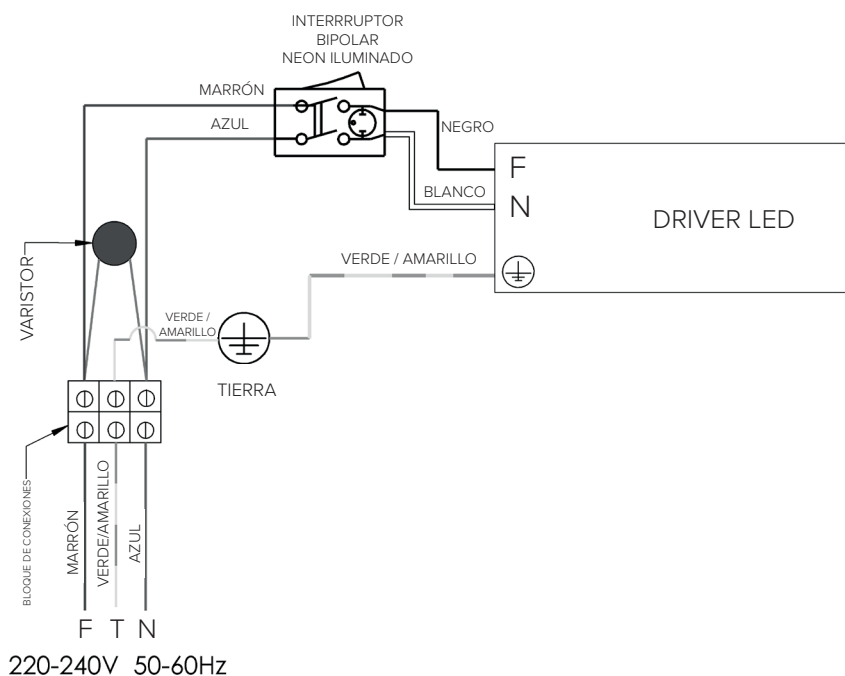 INTERRRUPTOR
BIPOLAR
NEON ILUMINADO
MARRÓN
AZUL
NEGRO
BLANCO
F
N
DRIVER LED
VERDE / AMARILLO
VARISTOR
VERDE /
AMARILLO
TIERRA
BLOQUE DE CONEXIONES
MARRÓN
VERDE/AMARILLO
AZUL
F T N
220-240V 50-60Hz